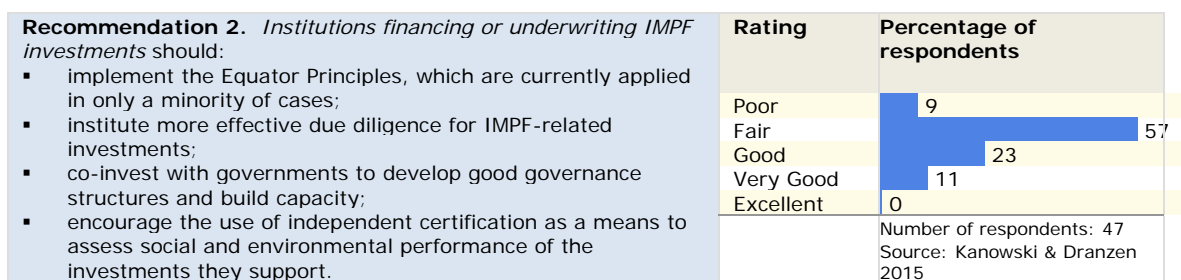 Recommendation 2. Institutions financing or underwriting IMPF
investments should:
▪ implement the Equator Principles, which are currently applied
in only a minority of cases;
▪ institute more effective due diligence for IMPF-related
investments;
▪ co-invest with governments to develop good governance
structures and build capacity;
▪ encourage the use of independent certification as a means to
assess social and environmental performance of the
investments they support.
Rating
Percentage of
respondents
Poor 9
Fair 57
Good 23
Very Good 11
Excellent 0
Number of respondents: 47
Source: Kanowski & Dranzen
2015